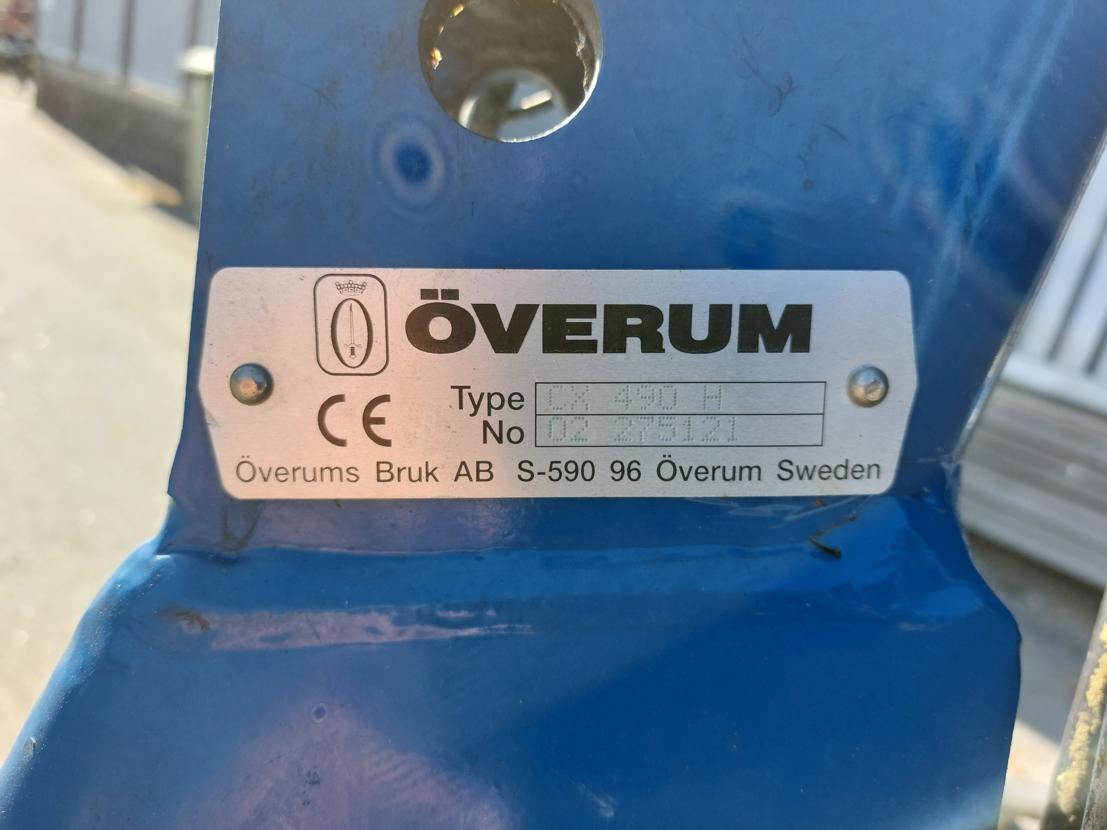 ÖVERUM
CE
Type CX 490 H
No 02 275121
Överums Bruk AB S-590 96 Överum Sweden